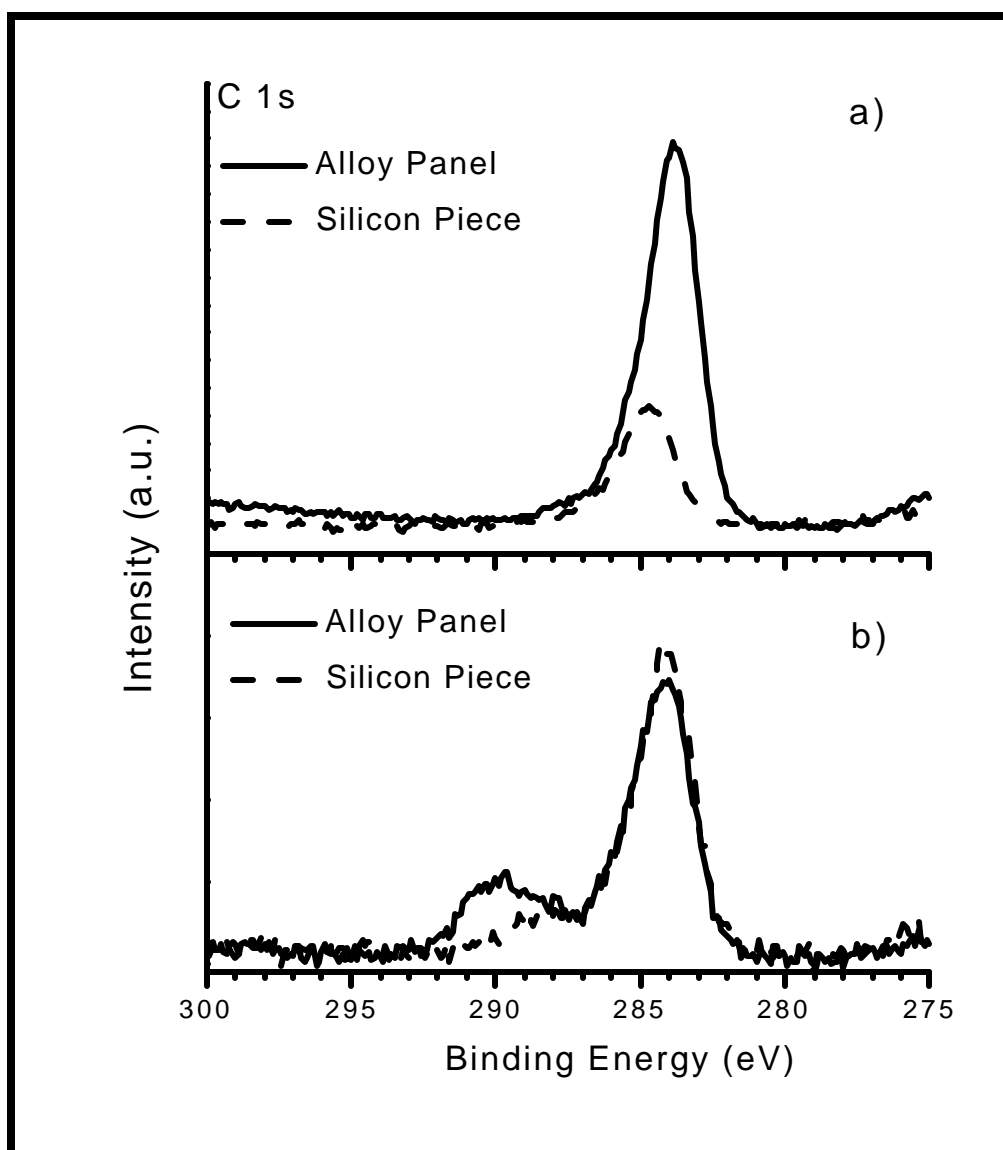 C 1s
a)
Alloy Panel
Silicon Piece
Intensity (a.u.)
Alloy Panel
b)
Silicon Piece
300 295 290 285 280 275
Binding Energy (eV)